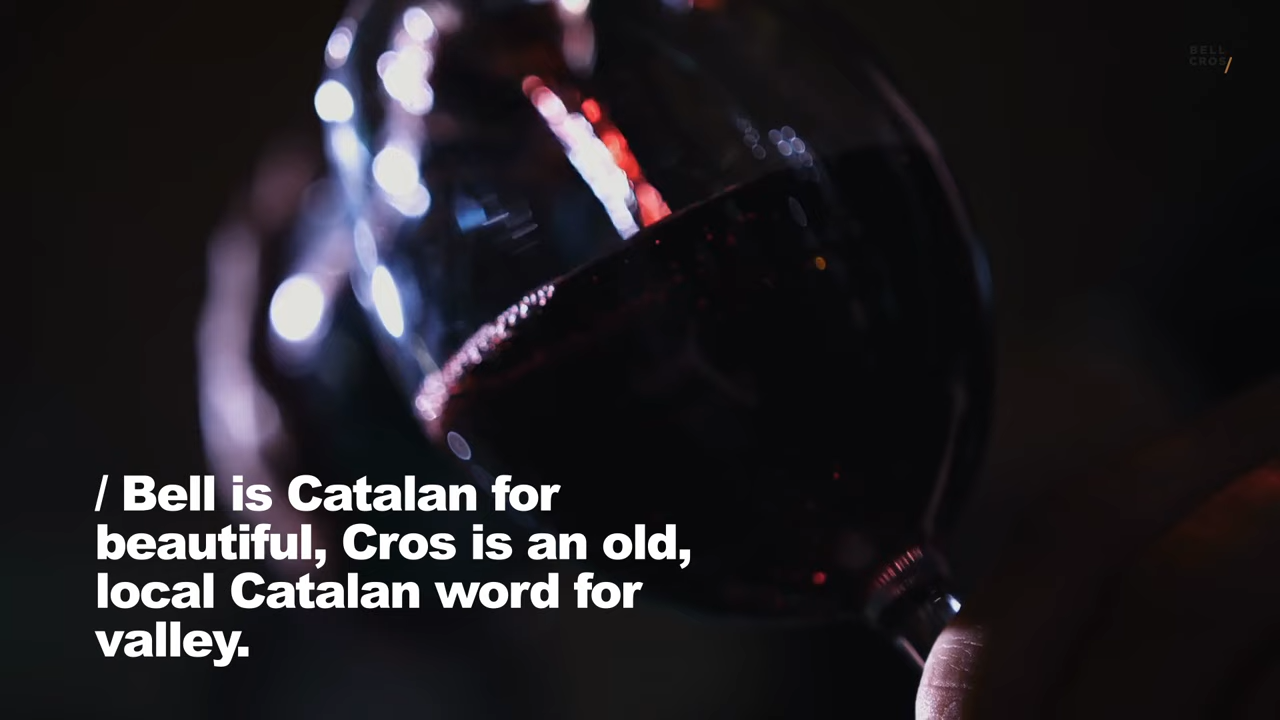 BELL
CROS/
/ Bell is Catalan for
beautiful, Cros is an old,
local Catalan word for
valley.